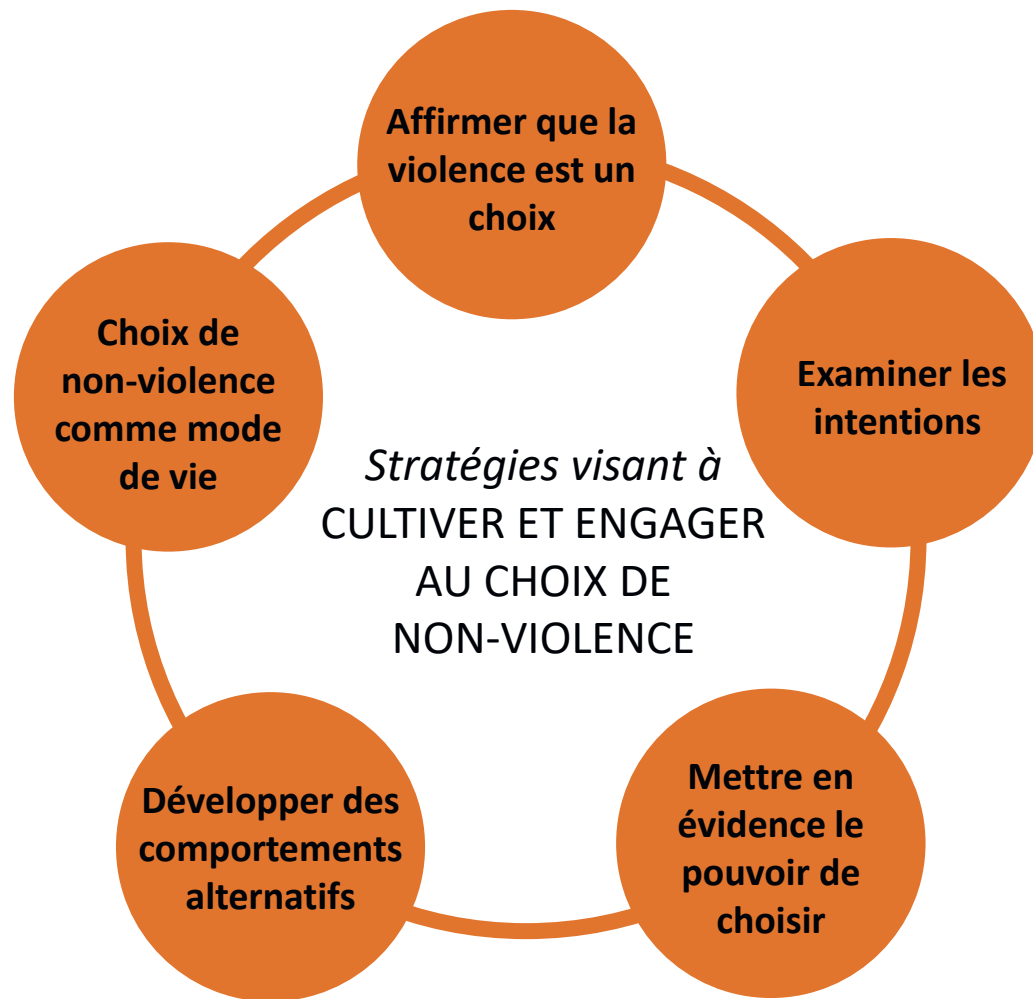 Affirmer que la
violence est un
choix
Examiner les
intentions
Mettre en
évidence le
pouvoir de
choisir
Développer des
comportements
alternatifs
Choix de
non-violence
comme mode
de vie
Stratégies visant à
CULTIVER ET ENGAGER
AU CHOIX DE
NON-VIOLENCE